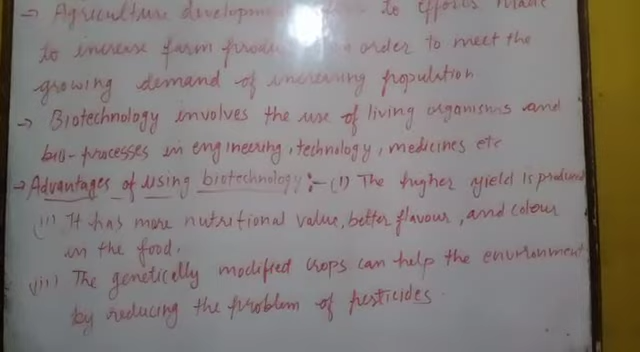 → Agriculture to efforts made
to increase farm order to meet the
growing demand of increasing population
→ Biotechnology involves the use of living organisms and
bio-processes in engineering, technology, medicines etc
→ Advantages of using biotechnology:- (i) The higher yield is
(ii) It has more nutritional value, better flavour, and colour
in the food.
(iii) The genetically modified crops can help the environment
by reducing the problem of pesticides.